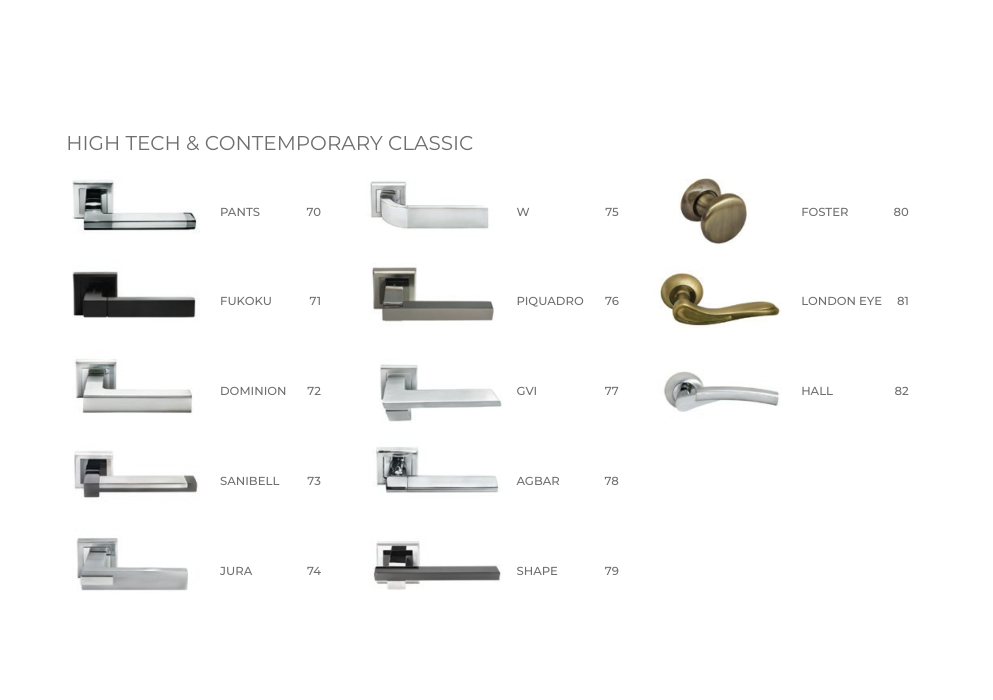 HIGH TECH & CONTEMPORARY CLASSIC
PANTS 70
FUKOKU 71
DOMINION 72
SANIBELL 73
JURA 74
W 75
PIQUADRO 76
GVI 77
AGBAR 78
SHAPE 79
FOSTER 80
LONDON EYE 81
HALL 82